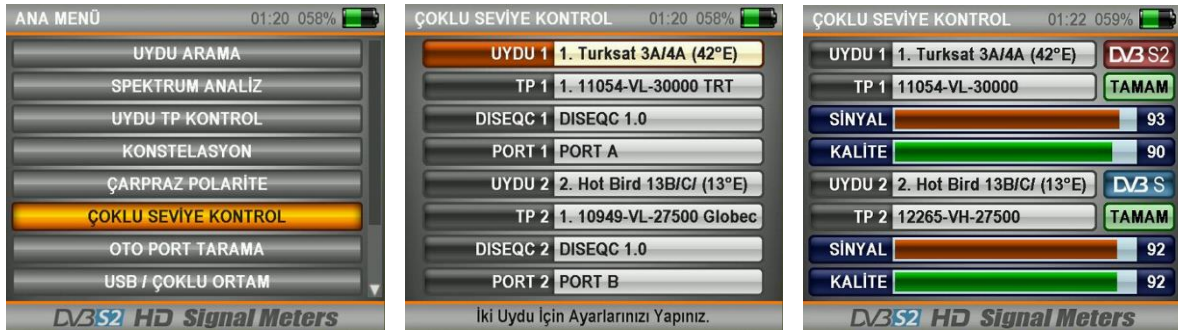 ANA MENÜ 01:20 058%
UYDU ARAMA
SPEKTRUM ANALİZ
UYDU TP KONTROL
KONSTELASYON
ÇARPRAZ POLARİTE
ÇOKLU SEVİYE KONTROL
OTO PORT TARAMA
USB / ÇOKLU ORTAM
DVB S2 HD Signal Meters
ÇOKLU SEVİYE KONTROL 01:20 058%
UYDU 1 1. Turksat 3A/4A (42°E)
TP 1 1. 11054-VL-30000 TRT
DISEQC 1 DISEQC 1.0
PORT 1 PORT A
UYDU 2 2. Hot Bird 13B/C/ (13°E)
TP 2 1. 10949-VL-27500 Globec
DISEQC 2 DISEQC 1.0
PORT 2 PORT B
İki Uydu İçin Ayarlarınızı Yapınız.
ÇOKLU SEVİYE KONTROL 01:22 059%
UYDU 1 1. Turksat 3A/4A (42°E) DVB S2
TP 1 11054-VL-30000 TAMAM
SİNYAL 93
KALİTE 90
UYDU 2 2. Hot Bird 13B/C/ (13°E) DVB S
TP 2 12265-VH-27500 TAMAM
SİNYAL 92
KALİTE 92
DVB S2 HD Signal Meters